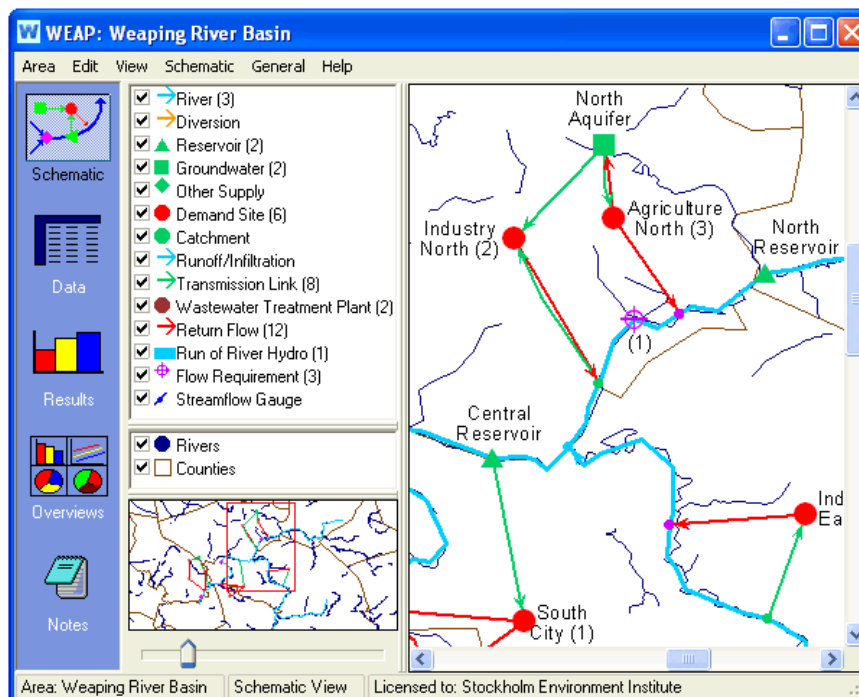 WEAP: Weaping River Basin
Area Edit View Schematic General Help
Schematic
Data
Results
Overviews
Notes
River (3)
Diversion
Reservoir (2)
Groundwater (2)
Other Supply
Demand Site (6)
Catchment
Runoff/Infiltration
Transmission Link (8)
Wastewater Treatment Plant (2)
Return Flow (12)
Run of River Hydro (1)
Flow Requirement (3)
Streamflow Gauge
Rivers
Counties
North
Aquifer
Industry
North (2)
Agriculture
North (3)
North
Reservoir
(1)
Central
Reservoir
Ind
Ea
South
City (1)
Area: Weaping River Basin Schematic View Licensed to: Stockholm Environment Institute